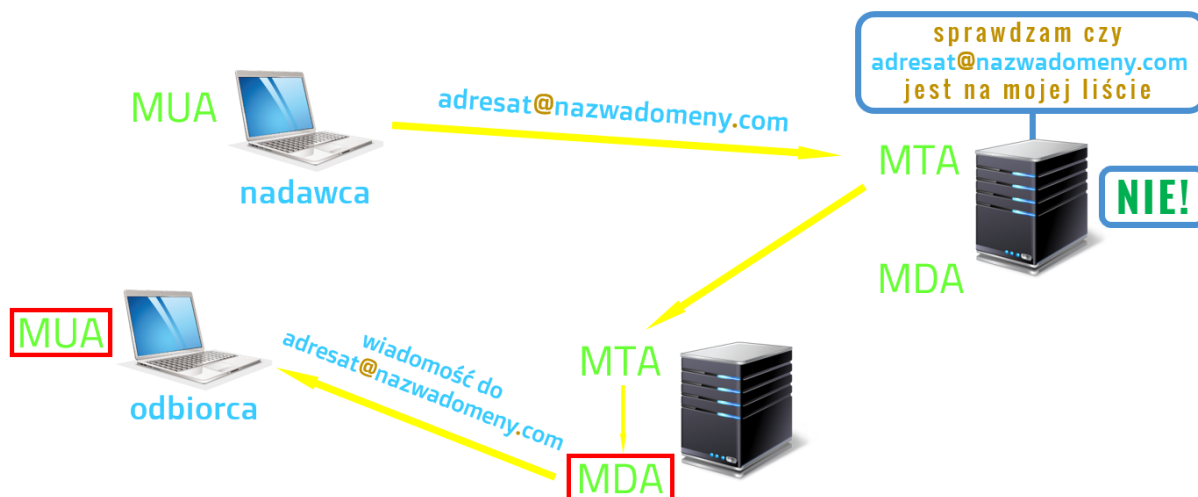 sprawdzam czy
adresat@nazwadomeny.com
jest na mojej liście
MUA
adresat@nazwadomeny.com
nadawca
MTA
NIE!
MDA
MUA
odbiorca
wiadomość do
adresat@nazwadomeny.com
MTA
MDA